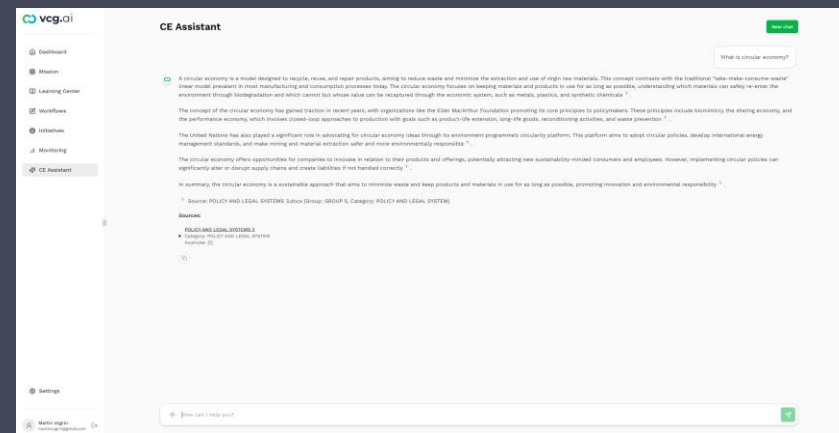 vcg.ai
Dashboard
Mission
Learning Center
Workflows
Initiatives
Monitoring
CE Assistant
Settings
Martin Vogrin
CE Assistant
New chat
What is circular economy?
A circular economy is a model designed to recycle, reuse, and repair products, aiming to reduce waste and minimize the extraction and use of virgin raw materials. This concept contrasts with the traditional "take-make-consume-waste"
linear model prevalent in most manufacturing and consumption processes today. The circular economy focuses on keeping materials and products in use for as long as possible, understanding which materials can safely re-enter the
environment through biodegradation and which cannot but whose value can be recaptured through the economic system, such as metals, plastics, and synthetic chemicals 1 .
The concept of the circular economy has gained traction in recent years, with organizations like the Ellen MacArthur Foundation promoting its core principles to policymakers. These principles include biomimicry, the sharing economy, and
the performance economy, which involves closed-loop approaches to production with goals such as product-life extension, long-life goods, reconditioning activities, and waste prevention 1 .
The United Nations has also played a significant role in advocating for circular economy ideas through its environment programme's circularity platform. This platform aims to adopt circular policies, develop international energy
management standards, and make mining and material extraction safer and more environmentally responsible 1 .
The circular economy offers opportunities for companies to innovate in relation to their products and offerings, potentially attracting new sustainability-minded consumers and employees. However, implementing circular policies can
significantly alter or disrupt supply chains and create liabilities if not handled correctly 1 .
In summary, the circular economy is a sustainable approach that aims to minimize waste and keep products and materials in use for as long as possible, promoting innovation and environmental responsibility 1 .
1 Source: POLICY AND LEGAL SYSTEMS 3.docx (Group: GROUP 5, Category: POLICY AND LEGAL SYSTEM)
Sources:
POLICY AND LEGAL SYSTEMS 3
Category: POLICY AND LEGAL SYSTEM
Footnote: [1]
How can I help you?